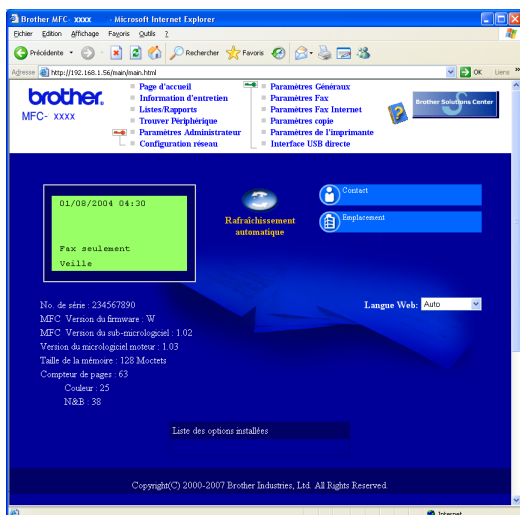 Brother MFC- xxxx - Microsoft Internet Explorer
Fichier Edition Affichage Favoris Outils ?
Précédente Rechercher Favoris
Adresse http://192.168.1.56/main/main.html OK Liens »
brother.
MFC- xxxx
Page d'accueil
Information d'entretien
Listes/Rapports
Trouver Périphérique
Paramètres Administrateur
Configuration réseau
Paramètres Généraux
Paramètres Fax
Paramètres Fax Internet
Paramètres copie
Paramètres de l'imprimante
Interface USB directe
Brother Solutions Center
01/08/2004 04:30
Fax seulement
Veille
Rafraîchissement
automatique
Contact
Emplacement
No. de série : 234567890
MFC Version du firmware : W
MFC Version du sub-micrologiciel : 1.02
Version du micrologiciel moteur : 1.03
Taille de la mémoire : 128 Moctets
Compteur de pages : 63
Couleur : 25
N&B : 38
Langue Web: Auto
Liste des options installées
Copyright(C) 2000-2007 Brother Industries, Ltd. All Rights Reserved.
Internet